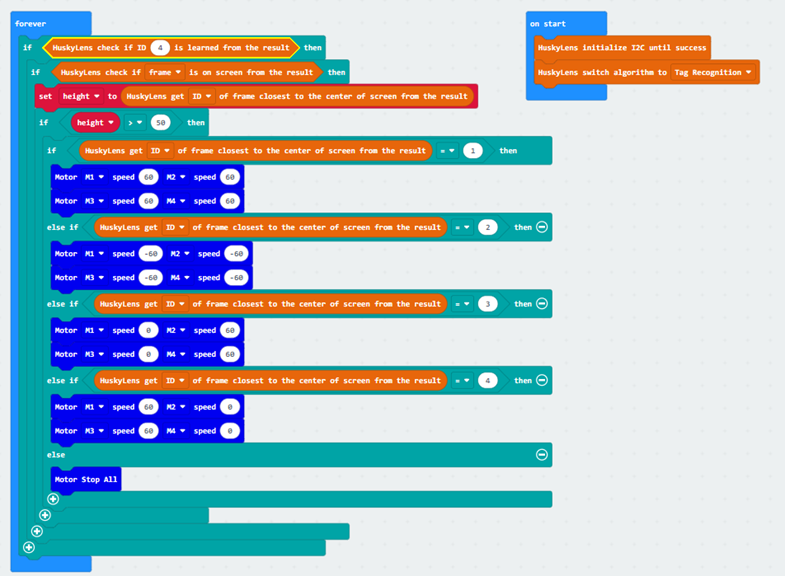 forever
if HuskyLens check if ID 4 is learned from the result then
if HuskyLens check if frame is on screen from the result then
set height to HuskyLens get ID of frame closest to the center of screen from the result
if height > 50 then
if HuskyLens get ID of frame closest to the center of screen from the result = 1 then
Motor M1 speed 60 M2 speed 60
Motor M3 speed 60 M4 speed 60
else if HuskyLens get ID of frame closest to the center of screen from the result = 2 then
Motor M1 speed -60 M2 speed -60
Motor M3 speed -60 M4 speed -60
else if HuskyLens get ID of frame closest to the center of screen from the result = 3 then
Motor M1 speed 0 M2 speed 60
Motor M3 speed 0 M4 speed 60
else if HuskyLens get ID of frame closest to the center of screen from the result = 4 then
Motor M1 speed 60 M2 speed 0
Motor M3 speed 60 M4 speed 0
else
Motor Stop All
on start
HuskyLens initialize I2C until success
HuskyLens switch algorithm to Tag Recognition